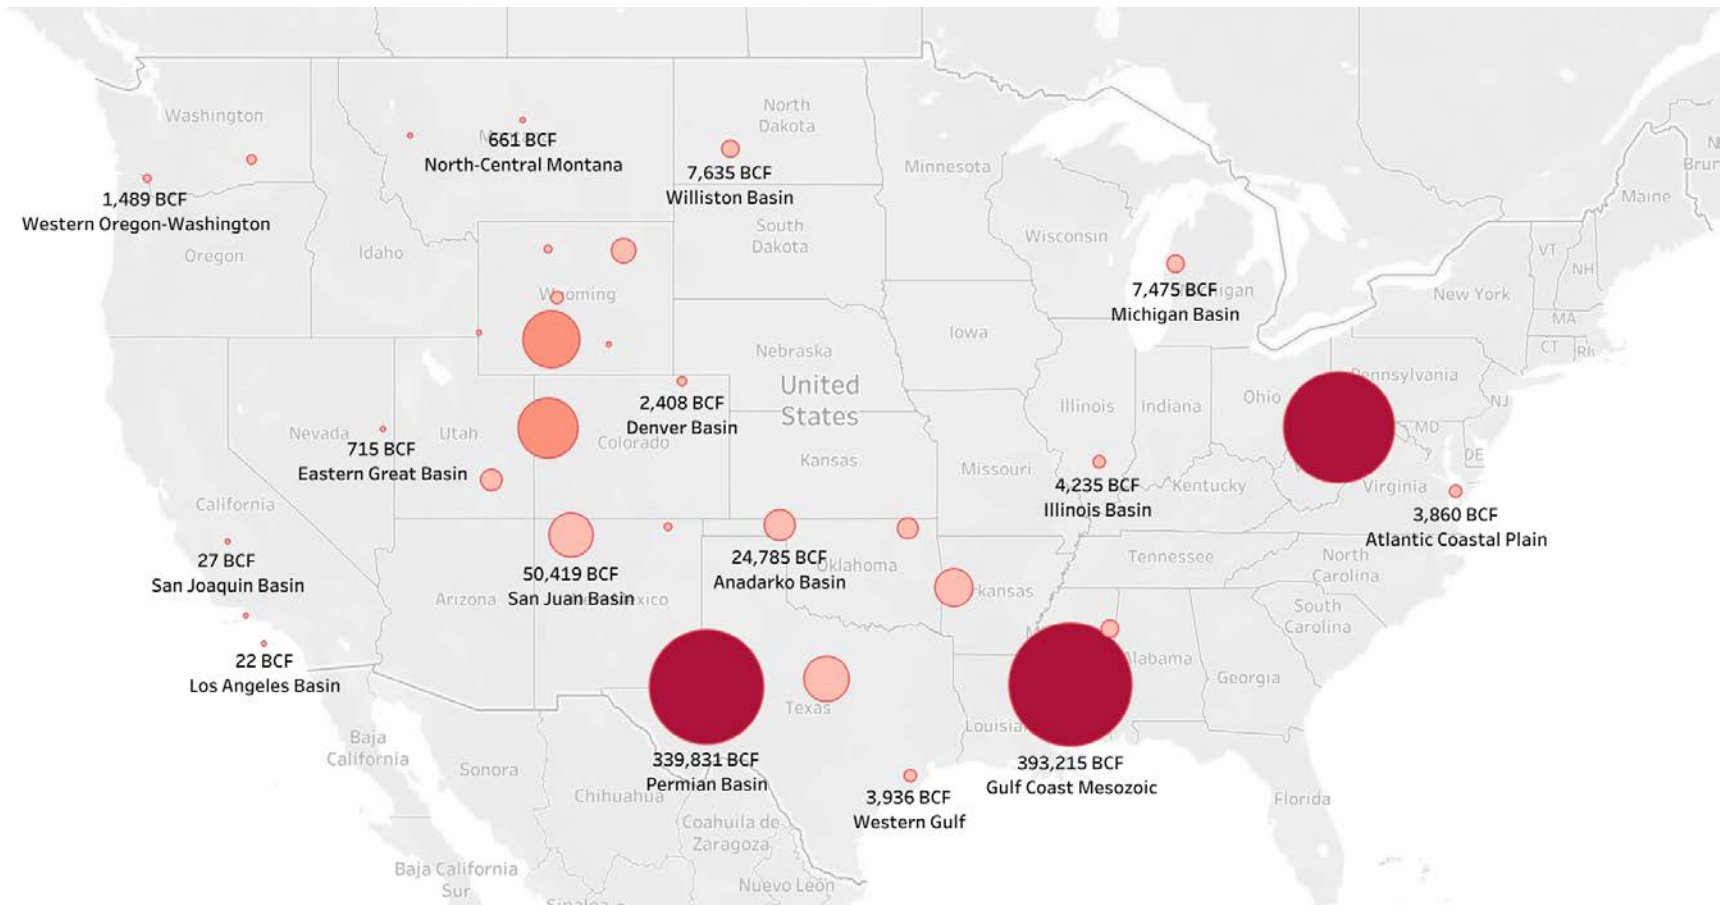 Washington
North
Dakota
661 BCF
North-Central Montana
Minnesota
7,635 BCF
Williston Basin
Maine
1,489 BCF
Western Oregon-Washington
South
Dakota
Wisconsin
Oregon
Idaho
VT
NH
7,475 BCF
Michigan Basin
Wyoming
New York
MA
Iowa
CT
RI
Nebraska
Pennsylvania
United
States
Ohio
NJ
2,408 BCF
Denver Basin
Illinois
Indiana
Nevada
Utah
Colorado
MD
715 BCF
Eastern Great Basin
Kansas
Missouri
DE
4,235 BCF
Illinois Basin
Kentucky
Virginia
California
3,860 BCF
Atlantic Coastal Plain
27 BCF
San Joaquin Basin
24,785 BCF
Anadarko Basin
Oklahoma
Tennessee
North
Carolina
50,419 BCF
San Juan Basin
Arizona
South
Carolina
22 BCF
Los Angeles Basin
Alabama
Georgia
Texas
Baja
California
Sonora
339,831 BCF
Permian Basin
393,215 BCF
Gulf Coast Mesozoic
3,936 BCF
Western Gulf
Chihuahua
Florida
Coahuila de
Zaragoza
Baja California
Sur
Nuevo León